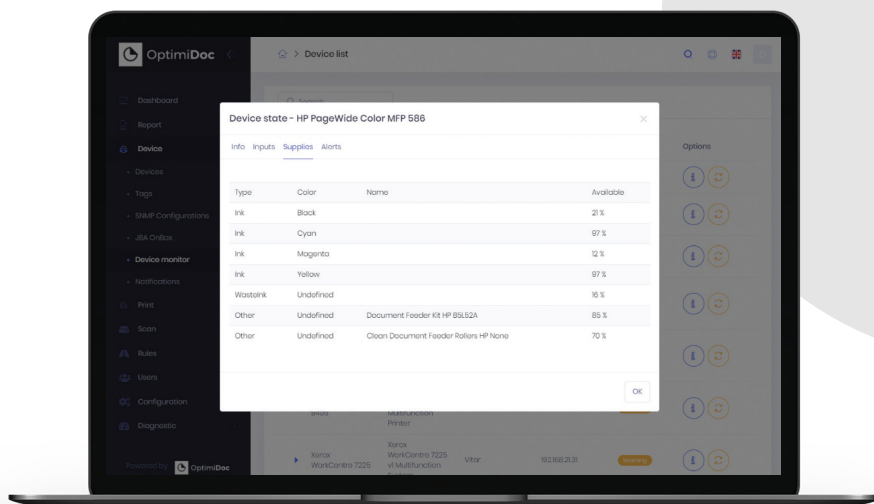 OptimiDoc
Device list
Search
Dashboard
Report
Device
Devices
Tags
SNMP Configurations
JBA OnBox
Device monitor
Notifications
Print
Scan
Rules
Users
Configuration
Diagnostic
Powered by OptimiDoc
Device state - HP PageWide Color MFP 586
Info Inputs Supplies Alerts
Type Color Name Available
Ink Black 21 %
Ink Cyan 97 %
Ink Magenta 12 %
Ink Yellow 97 %
WasteInk Undefined 16 %
Other Undefined Document Feeder Kit HP B5L52A 85 %
Other Undefined Clean Document Feeder Rollers HP None 70 %
OK
Options
Multifunction
Printer
Xerox
WorkCentre 7225
Xerox
WorkCentre 7225
v1 Multifunction
System
Vitar
192.168.21.31
Warning